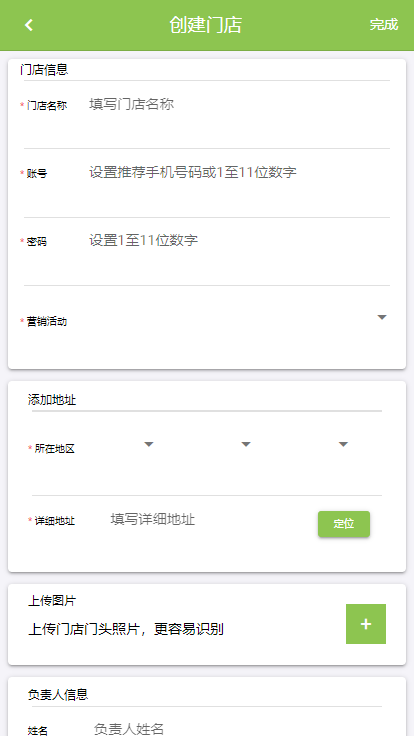 创建门店 完成
门店信息
* 门店名称 填写门店名称
* 账号 设置推荐手机号码或1至11位数字
* 密码 设置1至11位数字
* 营销活动
添加地址
* 所在地区
* 详细地址 填写详细地址 定位
上传图片
上传门店门头照片，更容易识别
负责人信息
姓名 负责人姓名